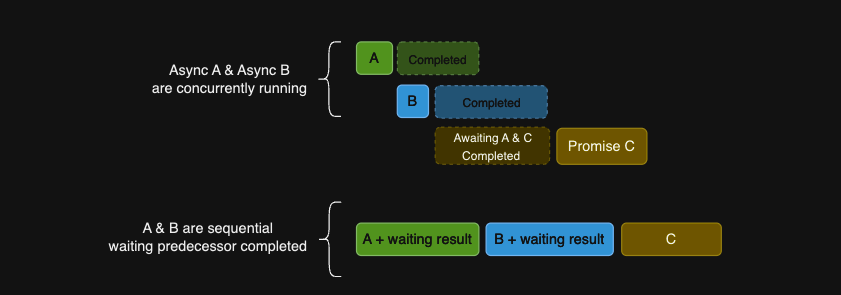 Async A & Async B
are concurrently running
A
Completed
B
Completed
Awaiting A & C
Completed
Promise C
A & B are sequential
waiting predecessor completed
A + waiting result
B + waiting result
C